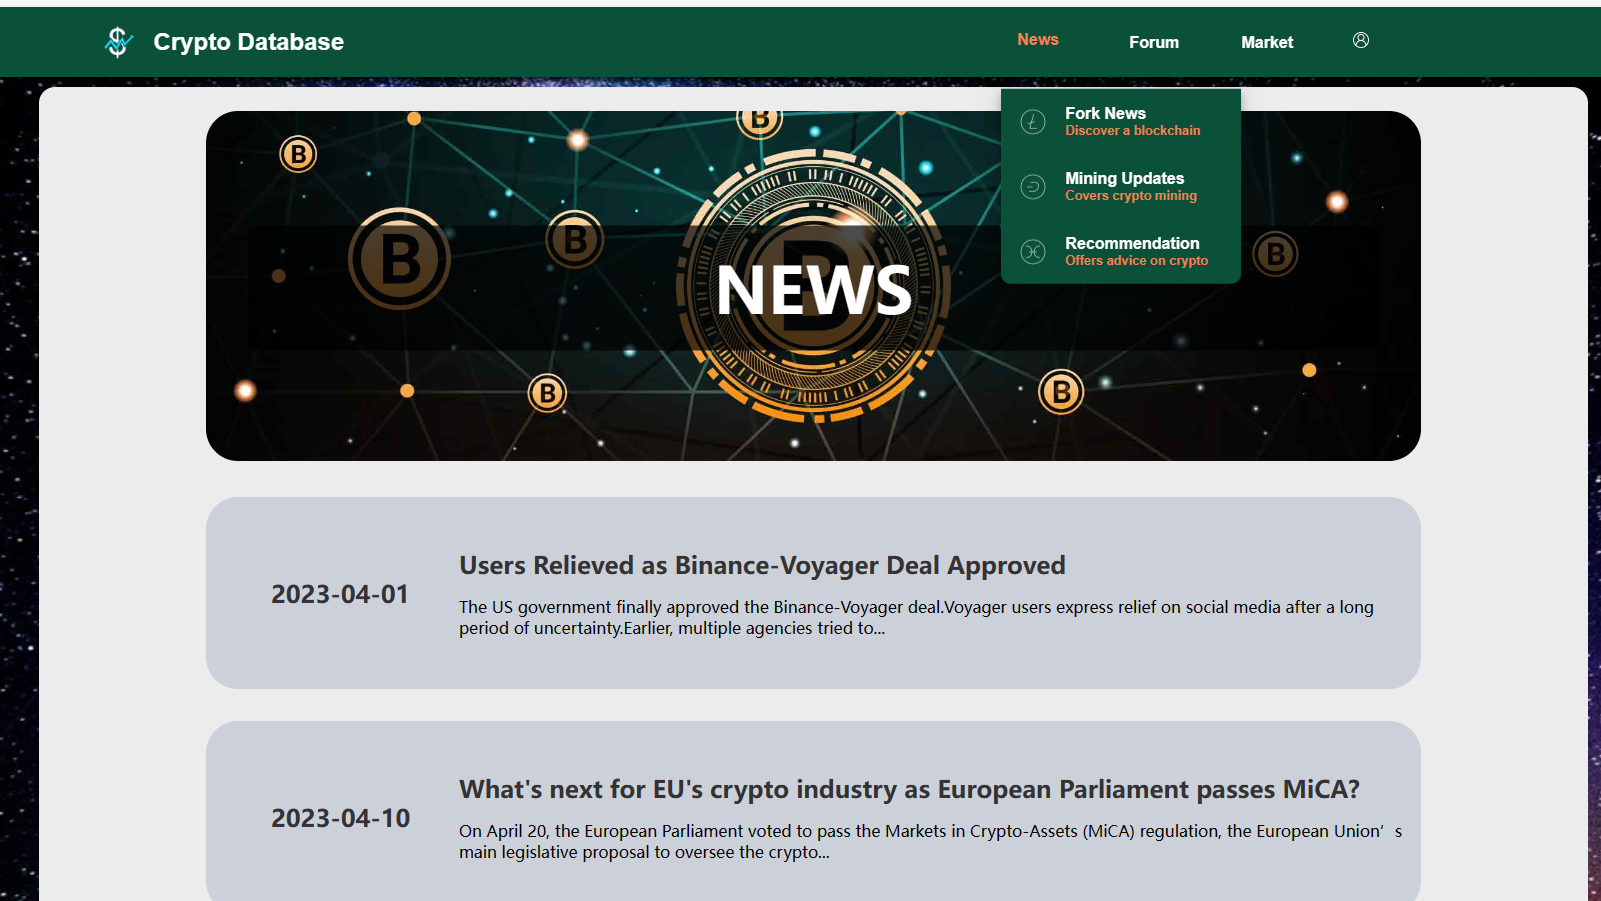 Crypto Database
News
Forum
Market
Fork News
Discover a blockchain
Mining Updates
Covers crypto mining
Recommendation
Offers advice on crypto
B
B
B
B
B
B
B
B
NEWS
2023-04-01
Users Relieved as Binance-Voyager Deal Approved
The US government finally approved the Binance-Voyager deal.Voyager users express relief on social media after a long
period of uncertainty.Earlier, multiple agencies tried to...
2023-04-10
What's next for EU's crypto industry as European Parliament passes MiCA?
On April 20, the European Parliament voted to pass the Markets in Crypto-Assets (MiCA) regulation, the European Union’s
main legislative proposal to oversee the crypto...